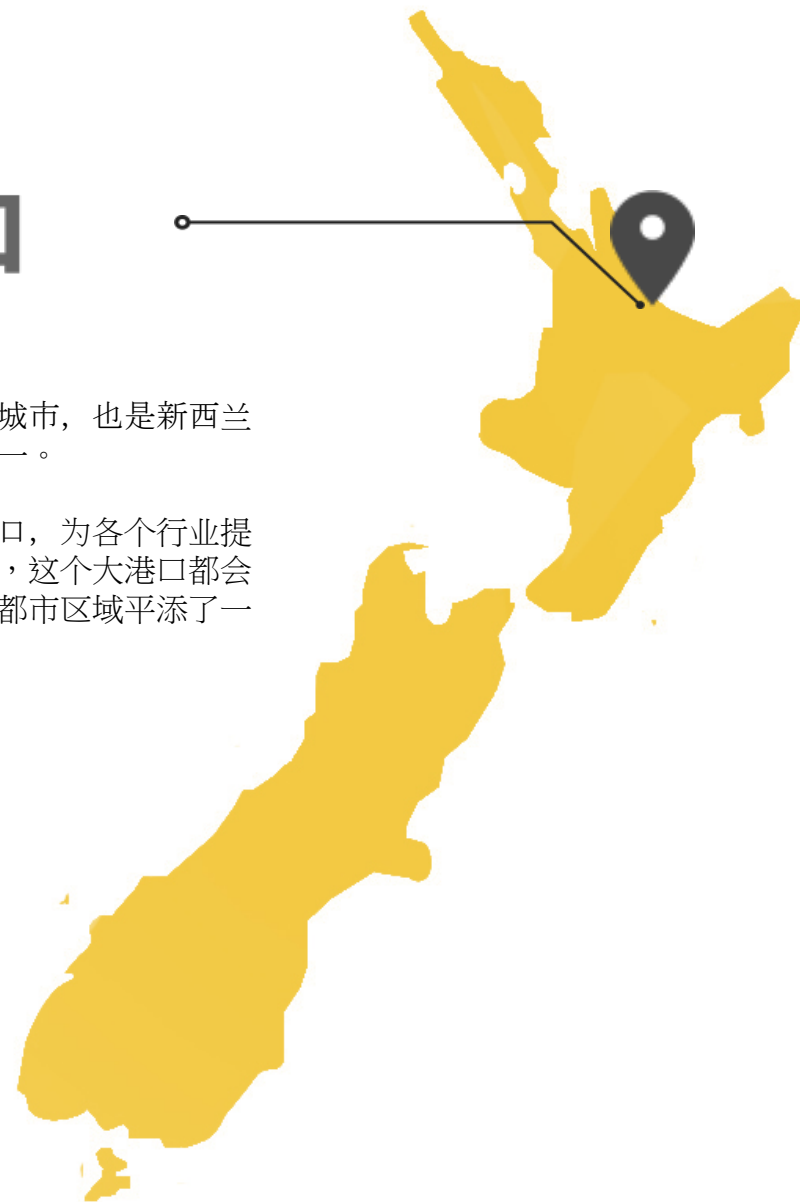 城市，也是新西兰
一。
口，为各个行业提
，这个大港口都会
都市区域平添了一